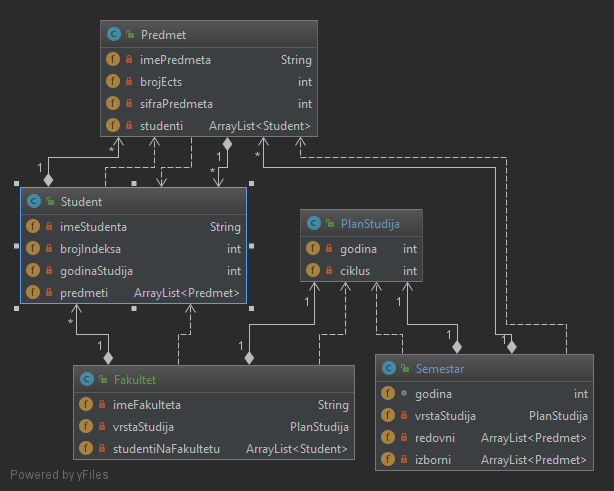 Predmet
imePredmeta String
brojEcts int
sifraPredmeta int
studenti ArrayList<Student>
1 * 1 * * *
Student
imeStudenta String
brojIndeksa int
godinaStudija int
predmeti ArrayList<Predmet>
PlanStudija
godina int
ciklus int
* 1 1
1 1 1 1
Fakultet
imeFakulteta String
vrstaStudija PlanStudija
studentiNaFakultetu ArrayList<Student>
Semestar
godina int
vrstaStudija PlanStudija
redovni ArrayList<Predmet>
izborni ArrayList<Predmet>
Powered by yFiles